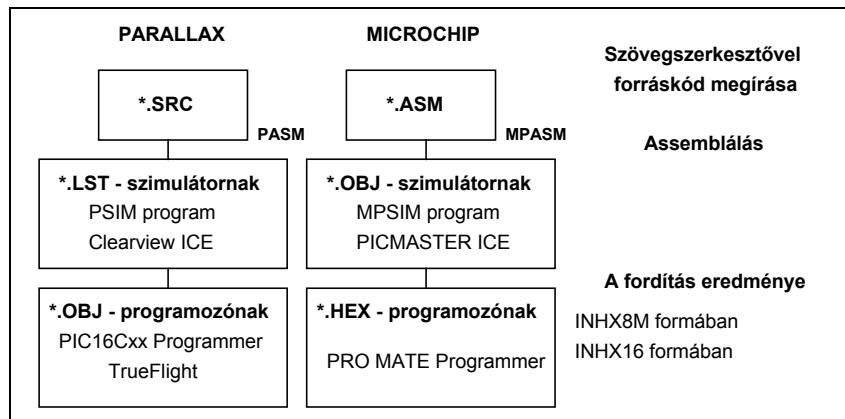 PARALLAX
MICROCHIP
Szövegszerkesztővel
forráskód megírása
*.SRC
*.ASM
PASM
MPASM
Assemblálás
*.LST - szimulátornak
PSIM program
Clearview ICE
*.OBJ - szimulátornak
MPSIM program
PICMASTER ICE
A fordítás eredménye
*.OBJ - programozónak
PIC16Cxx Programmer
TrueFlight
*.HEX - programozónak
PRO MATE Programmer
INHX8M formában
INHX16 formában